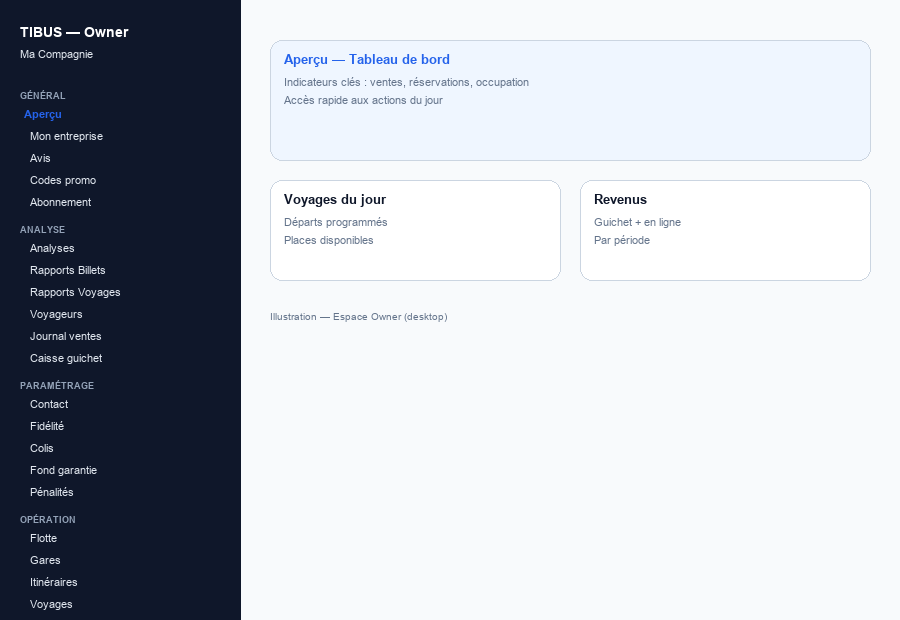 TIBUS — Owner
Ma Compagnie
GÉNÉRAL
Aperçu
Mon entreprise
Avis
Codes promo
Abonnement
ANALYSE
Analyses
Rapports Billets
Rapports Voyages
Voyageurs
Journal ventes
Caisse guichet
PARAMÉTRAGE
Contact
Fidélité
Colis
Fond garantie
Pénalités
OPÉRATION
Flotte
Gares
Itinéraires
Voyages
Aperçu — Tableau de bord
Indicateurs clés : ventes, réservations, occupation
Accès rapide aux actions du jour
Voyages du jour
Départs programmés
Places disponibles
Revenus
Guichet + en ligne
Par période
Illustration — Espace Owner (desktop)